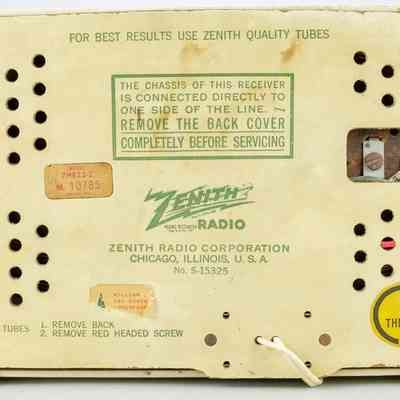 FOR BEST RESULTS USE ZENITH QUALITY TUBES
THE CHASSIS OF THIS RECEIVER
IS CONNECTED DIRECTLY TO
ONE SIDE OF THE LINE.
REMOVE THE BACK COVER
COMPLETELY BEFORE SERVICING
M 10785
ZENITH
RADIO
ZENITH RADIO CORPORATION
CHICAGO, ILLINOIS, U. S. A.
No. S-15325
TUBES
1. REMOVE BACK
2. REMOVE RED HEADED SCREW
TH